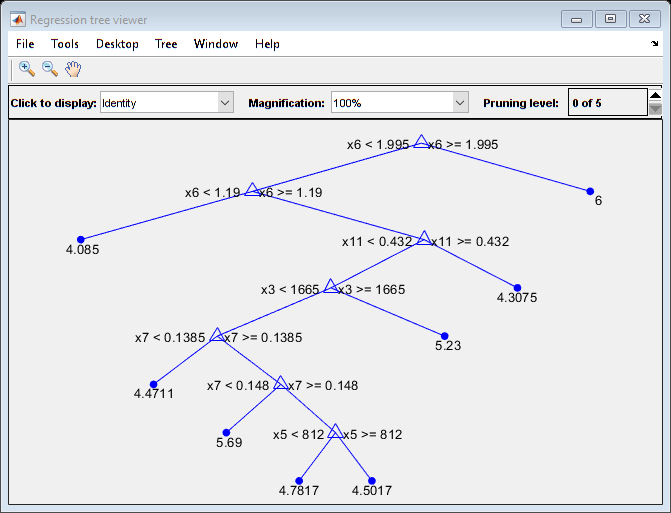 Regression tree viewer
File Tools Desktop Tree Window Help
Click to display: Identity Magnification: 100% Pruning level: 0 of 5
x6 < 1.995 x6 >= 1.995
x6 < 1.19 x6 >= 1.19 6
4.085 x11 < 0.432 x11 >= 0.432
x3 < 1665 x3 >= 1665 4.3075
x7 < 0.1385 x7 >= 0.1385 5.23
4.4711 x7 < 0.148 x7 >= 0.148
5.69 x5 < 812 x5 >= 812
4.7817 4.5017